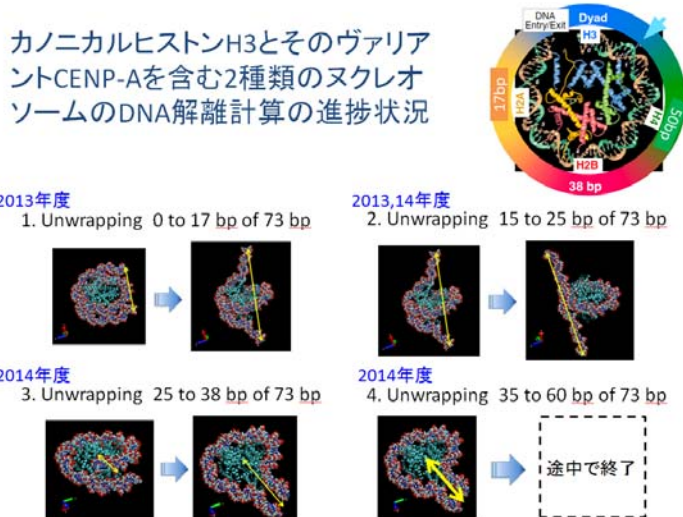 カノニカルヒストンH3とそのヴァリア
ントCENP-Aを含む2種類のヌクレオ
ソームのDNA解離計算の進捗状況
DNA
Entry/Exit
Dyad
H3
17bp
H2A
H4
50bp
H2B
38 bp
2013年度
1. Unwrapping 0 to 17 bp of 73 bp
2013,14年度
2. Unwrapping 15 to 25 bp of 73 bp
2014年度
3. Unwrapping 25 to 38 bp of 73 bp
2014年度
4. Unwrapping 35 to 60 bp of 73 bp
途中で終了